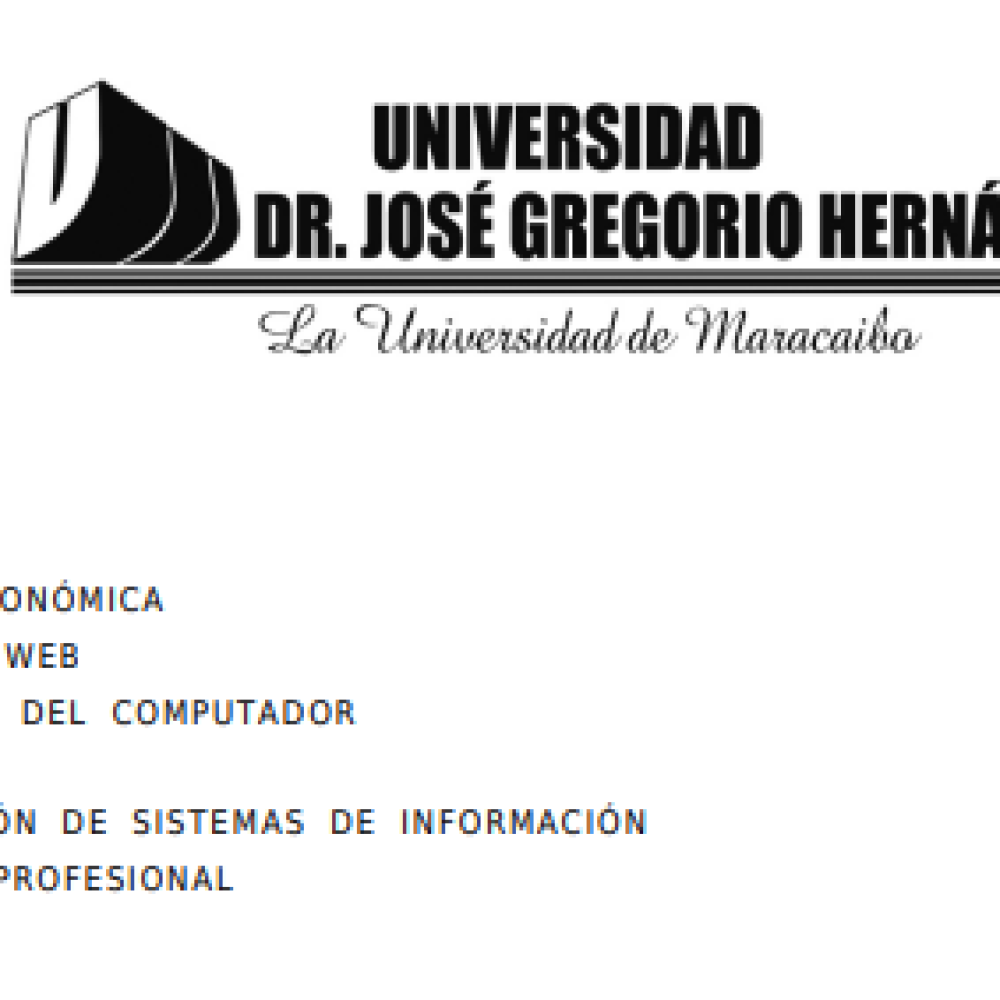 UNIVERSIDAD
DR. JOSÉ GREGORIO HERNÁ
La Universidad de Maracaibo
ONÓMICA
WEB
DEL COMPUTADOR
ÓN DE SISTEMAS DE INFORMACIÓN
PROFESIONAL